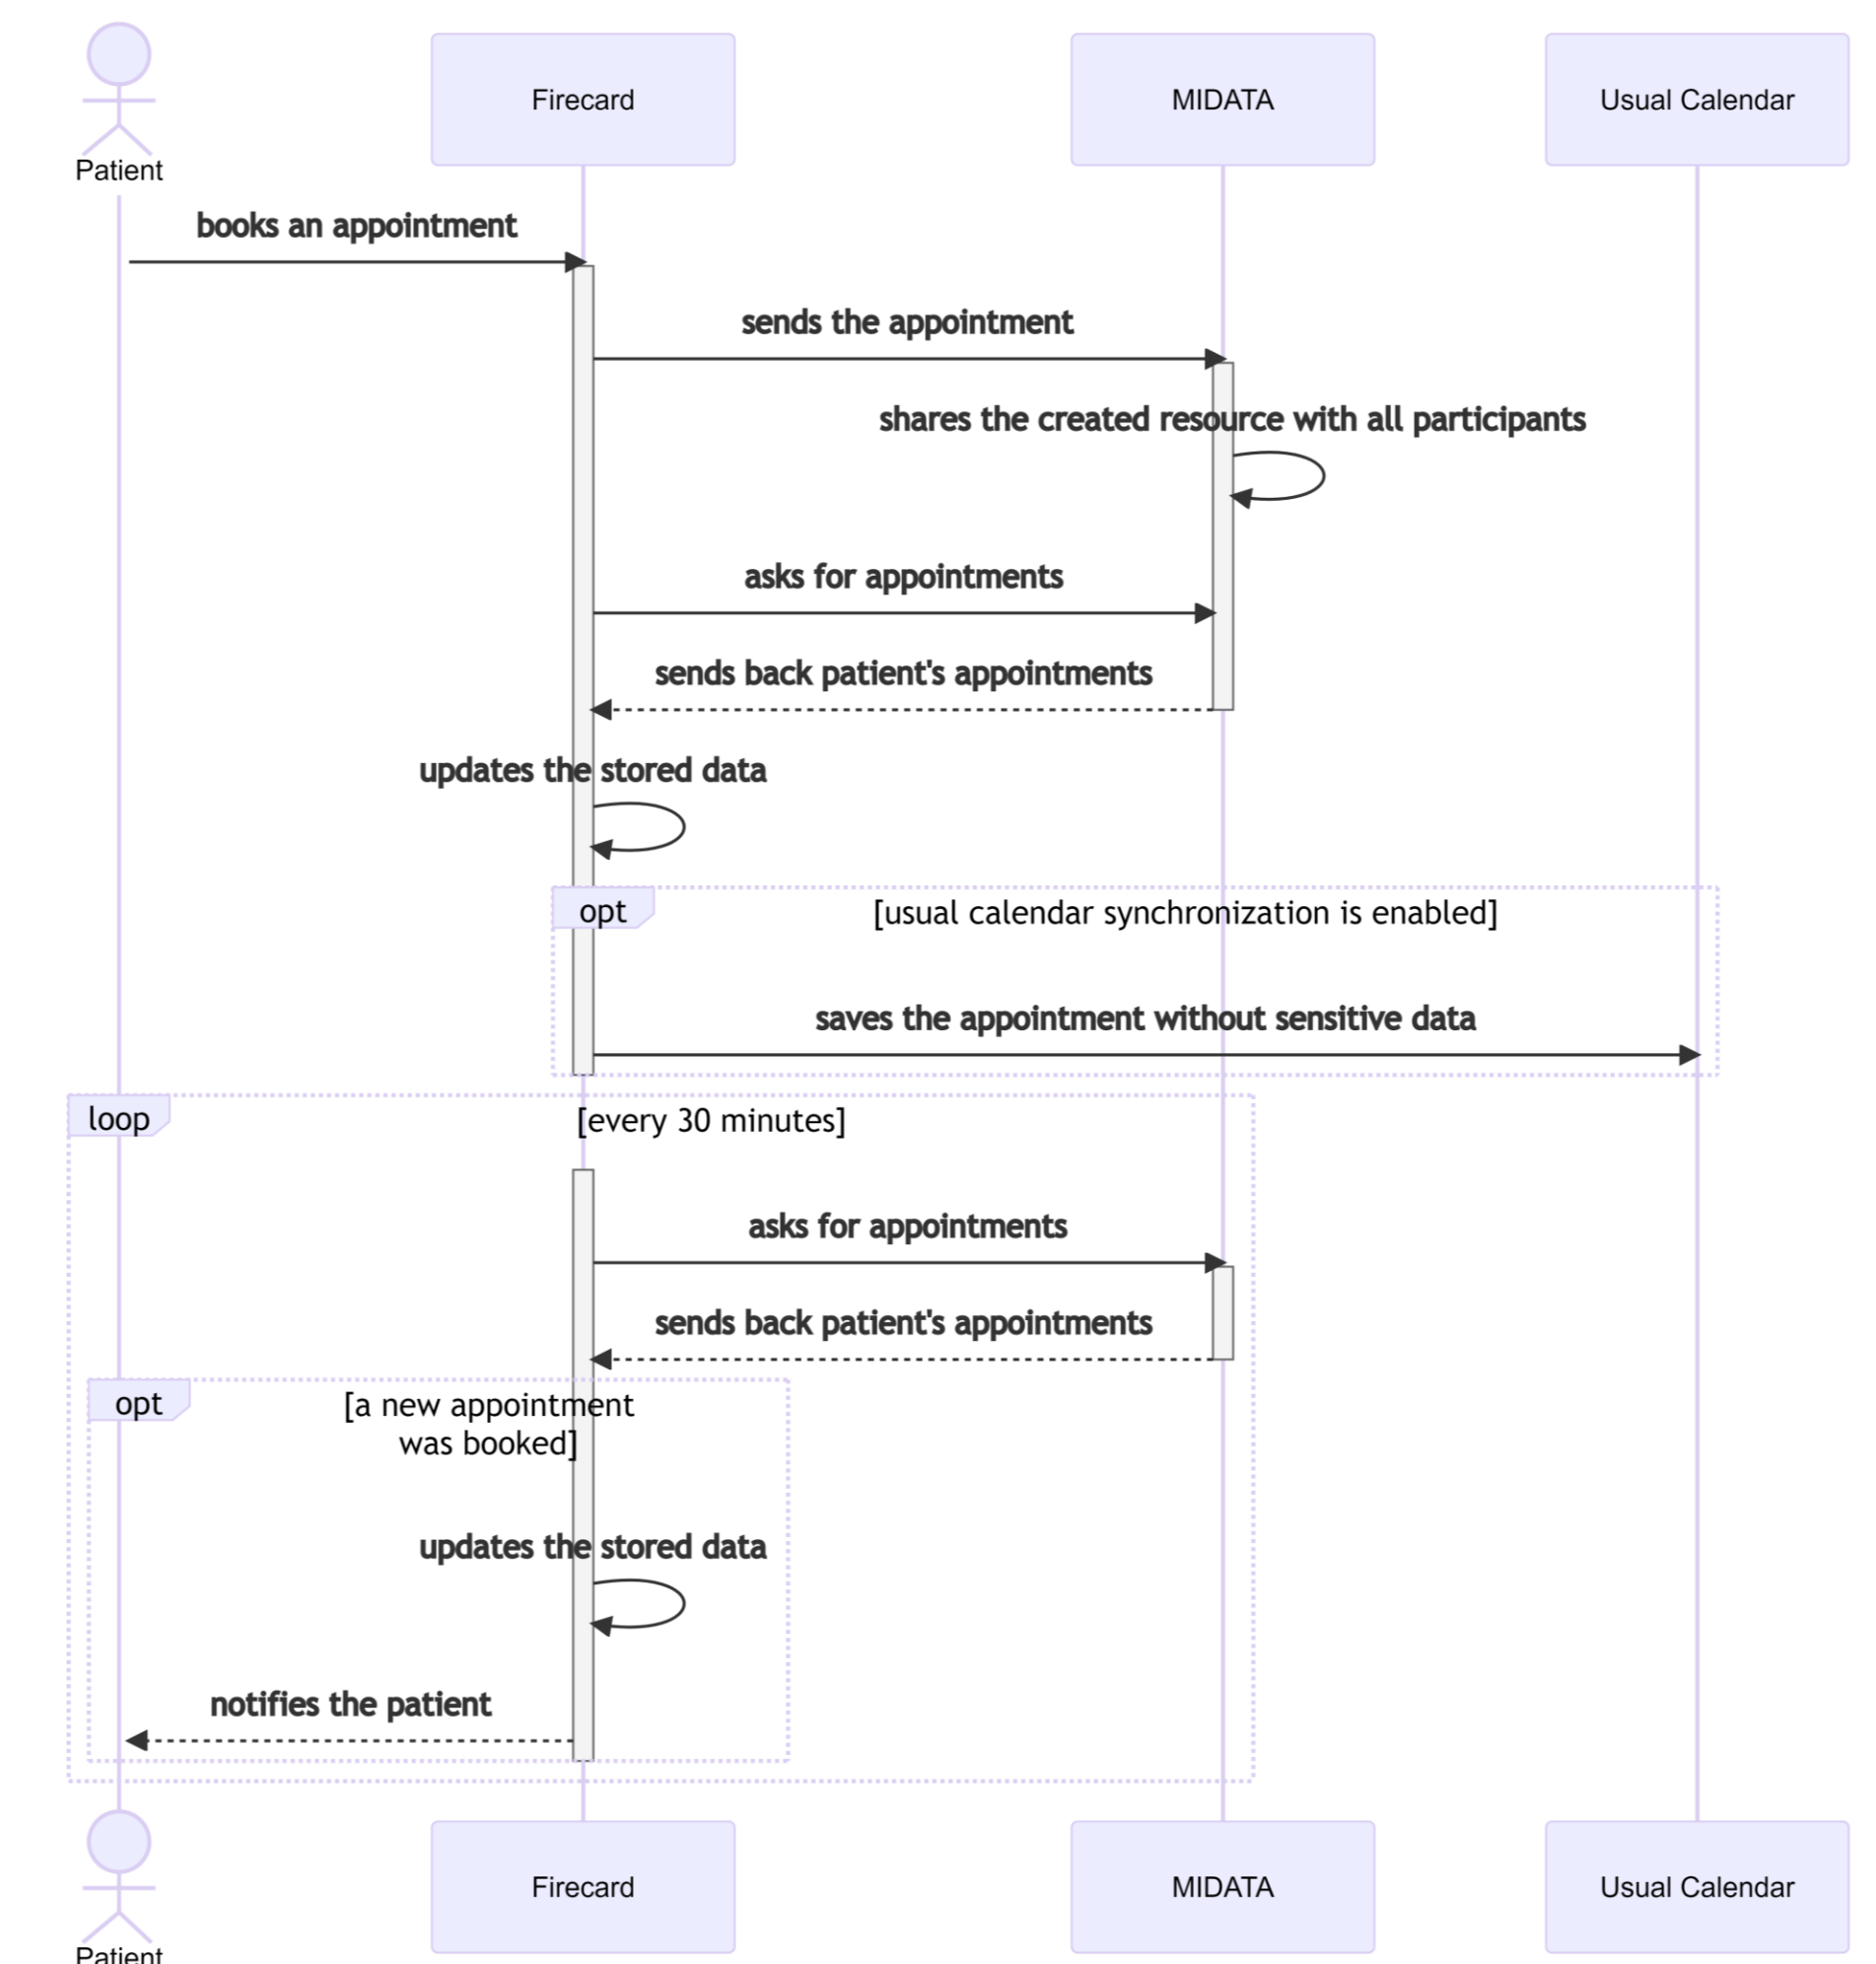 Patient
Firecard
MIDATA
Usual Calendar
books an appointment
sends the appointment
shares the created resource with all participants
asks for appointments
sends back patient's appointments
updates the stored data
opt
[usual calendar synchronization is enabled]
saves the appointment without sensitive data
loop
[every 30 minutes]
asks for appointments
sends back patient's appointments
opt
[a new appointment
was booked]
updates the stored data
notifies the patient
Firecard
MIDATA
Usual Calendar
Patient